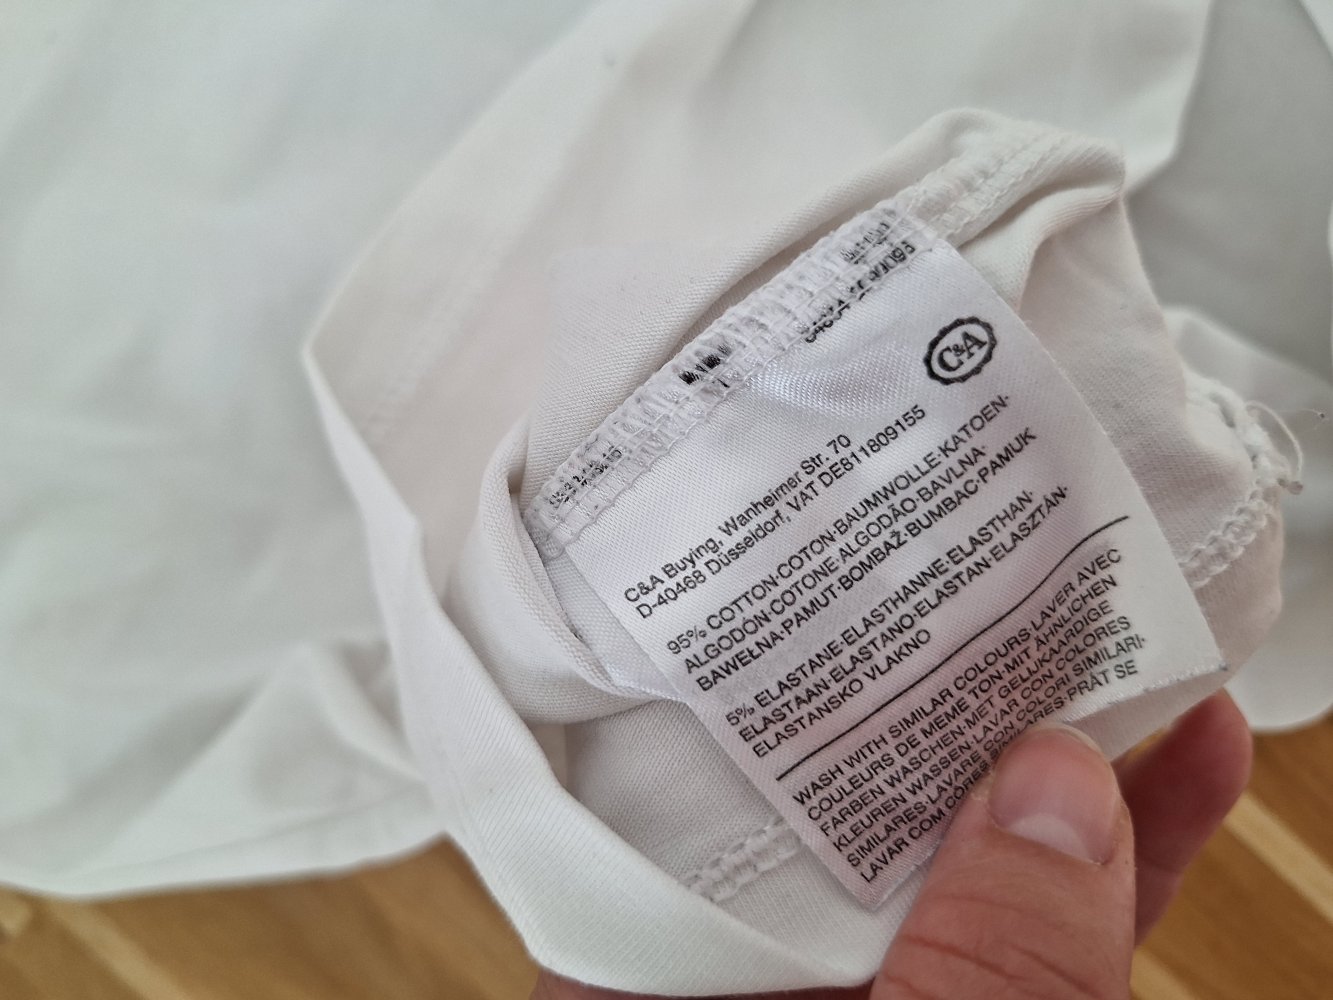 C&A
C&A Buying, Wanheimer Str. 70
D-40468 Düsseldorf, VAT DE811809155
95% COTTON·COTON·BAUMWOLLE·KATOEN·
ALGODÓN·COTONE·ALGODÃO·BAVLNA·
BAWEŁNA·PAMUT·BOMBAŽ·BUMBAC·PAMUK
5% ELASTANE·ELASTHANNE·ELASTHAN·
ELASTAAN·ELASTANO·ELASTAN·ELASZTÁN·
ELASTANSKO VLAKNO
WASH WITH SIMILAR COLOURS·LAVER AVEC
COULEURS DE MEME TON·MIT ÄHNLICHEN
FARBEN WASCHEN·MET GELIJKAARDIGE
KLEUREN WASSEN·LAVAR CON COLORES
SIMILARES·LAVARE CON COLORI SIMILARI·
LAVAR COM CORES SIMILARES·PRÁT SE